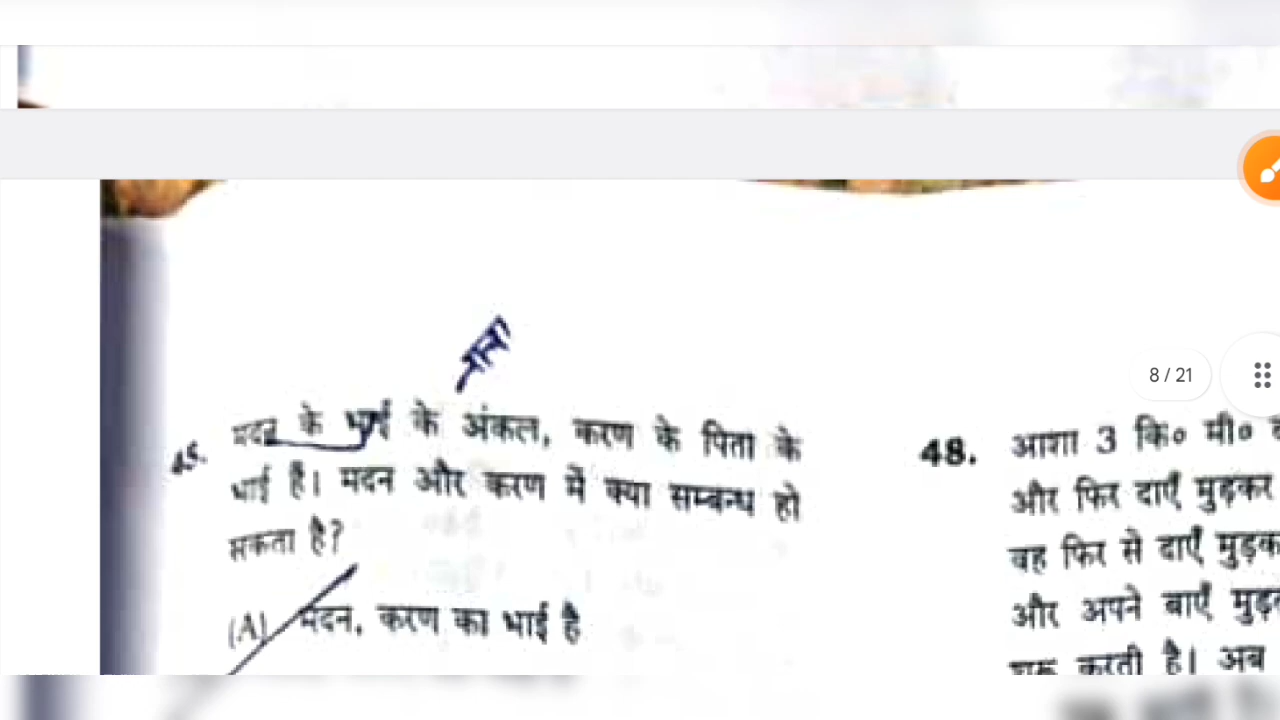 8 / 21
45. मदन के भाई के अंकल, करण के पिता के
भाई हैं। मदन और करण में क्या सम्बन्ध हो
सकता है?
(A) मदन, करण का भाई है
48. आशा 3 कि० मी०
और फिर दाएँ मुड़कर
वह फिर से दाएँ
और अपने बाएँ
शुरू करती है। अब